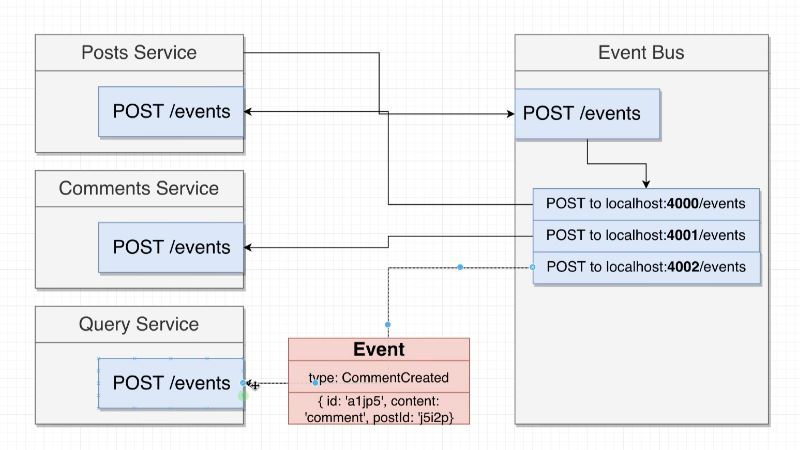 Posts Service
POST /events
Comments Service
POST /events
Query Service
POST /events
Event
type: CommentCreated
{ id: 'a1jp5', content:
'comment', postId: 'j5i2p}
Event Bus
POST /events
POST to localhost:4000/events
POST to localhost:4001/events
POST to localhost:4002/events